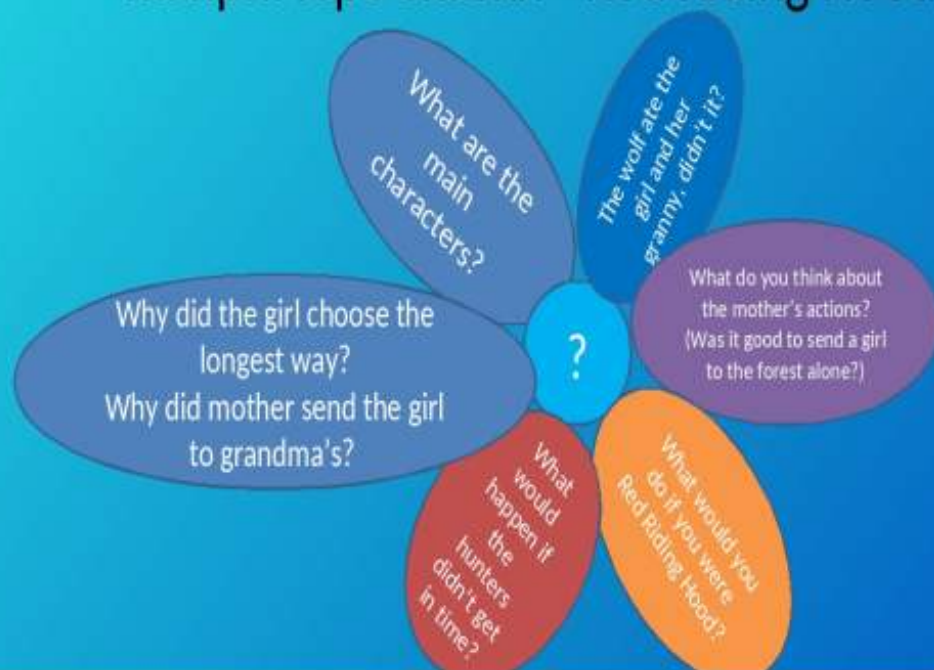 What are the
main
characters?
The wolf ate the
girl and her
granny, didn't it?
What do you think about
the mother's actions?
(Was it good to send a girl
to the forest alone?)
What would you
do if you were
Red Riding Hood?
What
would
happen if
the
hunters
didn't get
in time?
Why did the girl choose the
longest way?
Why did mother send the girl
to grandma's?
?